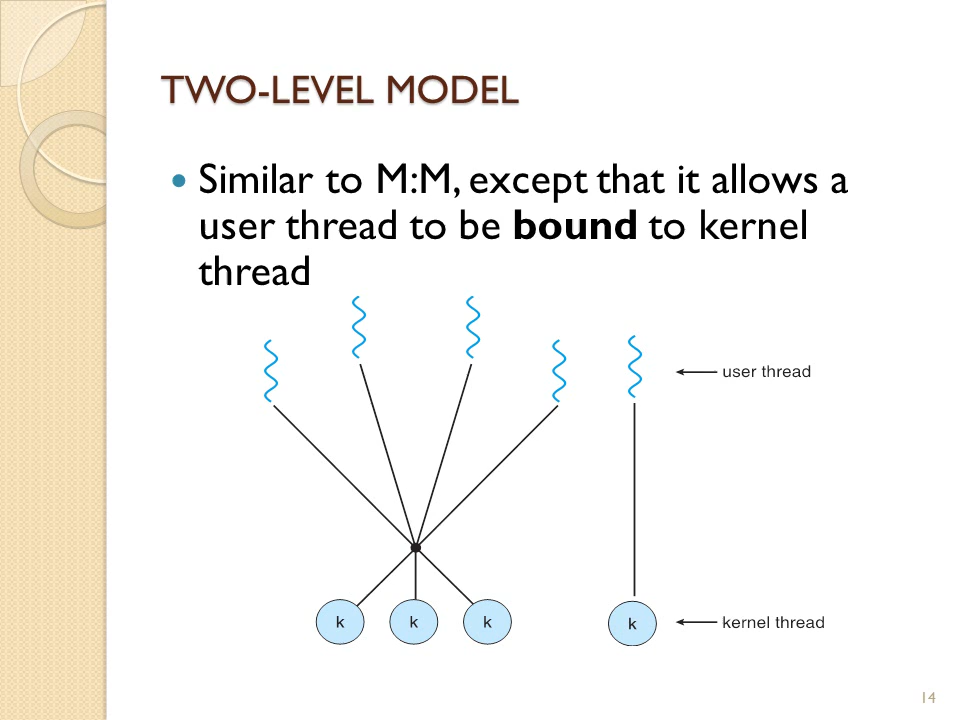 TWO-LEVEL MODEL
Similar to M:M, except that it allows a
user thread to be bound to kernel
thread
user thread
k k k k
kernel thread
14